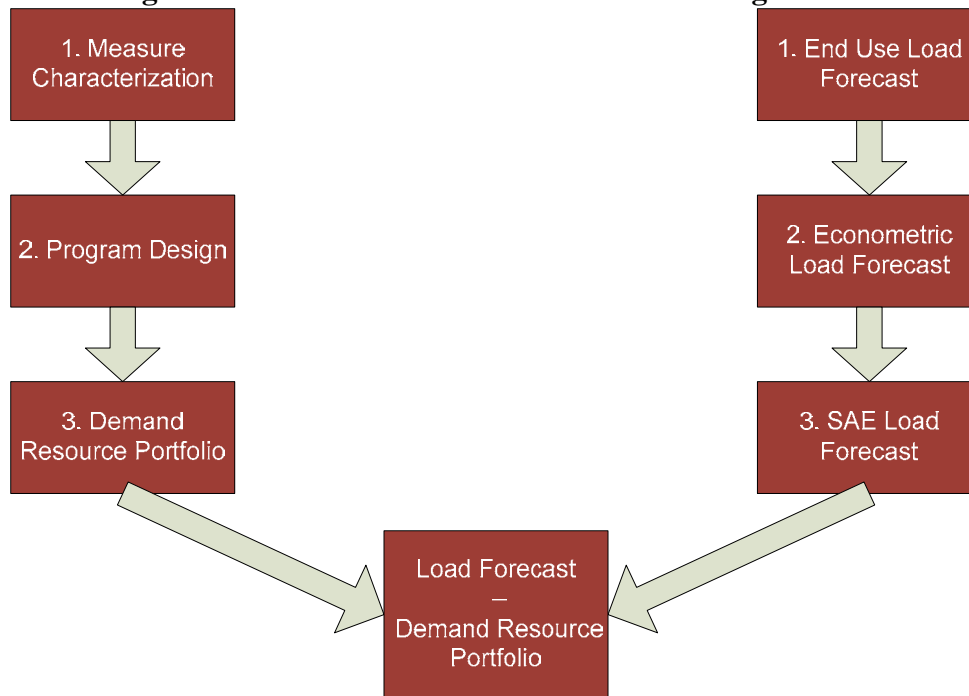 1. Measure
Characterization
2. Program Design
3. Demand
Resource Portfolio
1. End Use Load
Forecast
2. Econometric
Load Forecast
3. SAE Load
Forecast
Load Forecast
–
Demand Resource
Portfolio